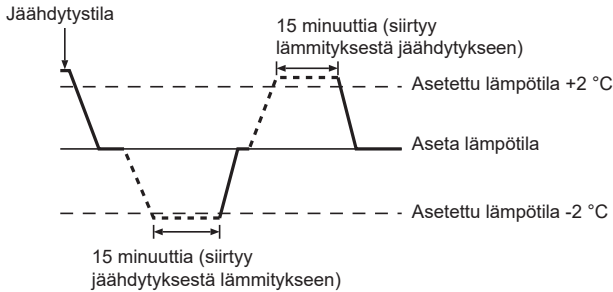 Jäähdytystila
15 minuuttia (siirtyy
lämmityksestä jäähdytykseen)
Asetettu lämpötila +2 °C
Aseta lämpötila
Asetettu lämpötila -2 °C
15 minuuttia (siirtyy
jäähdytyksestä lämmitykseen)